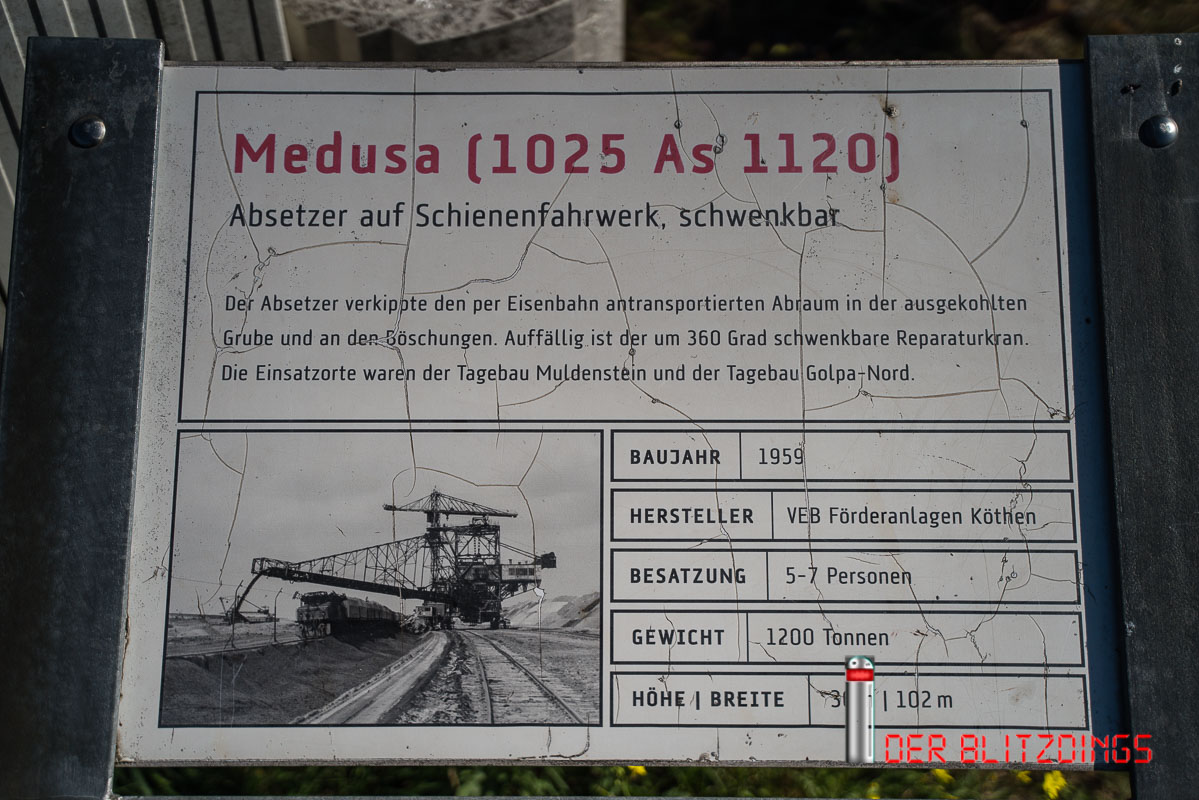 Medusa (1025 As 1120)
Absetzer auf Schienenfahrwerk, schwenkbar
Der Absetzer verkippte den per Eisenbahn antransportierten Abraum in der ausgekohlten
Grube und an den Böschungen. Auffällig ist der um 360 Grad schwenkbare Reparaturkran.
Die Einsatzorte waren der Tagebau Muldenstein und der Tagebau Golpa-Nord.
BAUJAHR 1959
HERSTELLER VEB Förderanlagen Köthen
BESATZUNG 5-7 Personen
GEWICHT 1200 Tonnen
HÖHE | BREITE | 102 m
DER BLITZDINGS